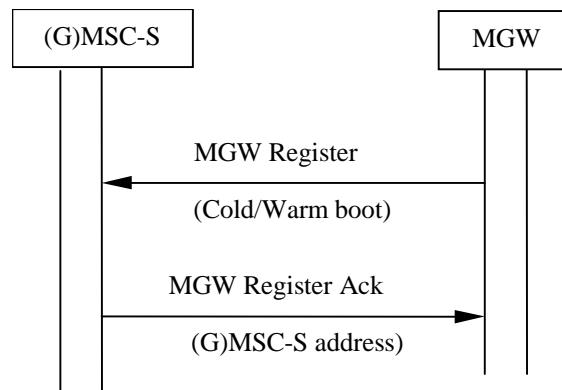 (G)MSC-S
MGW
MGW Register
(Cold/Warm boot)
MGW Register Ack
(G)MSC-S address)